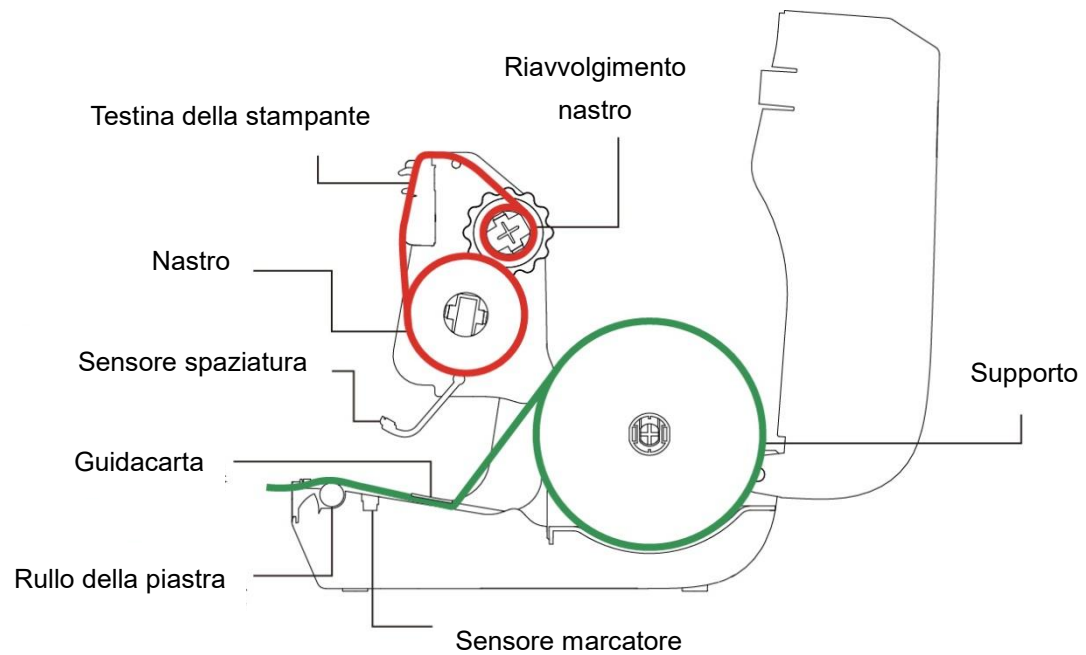 Riavvolgimento
nastro
Testina della stampante
Nastro
Sensore spaziatura
Supporto
Guidacarta
Rullo della piastra
Sensore marcatore